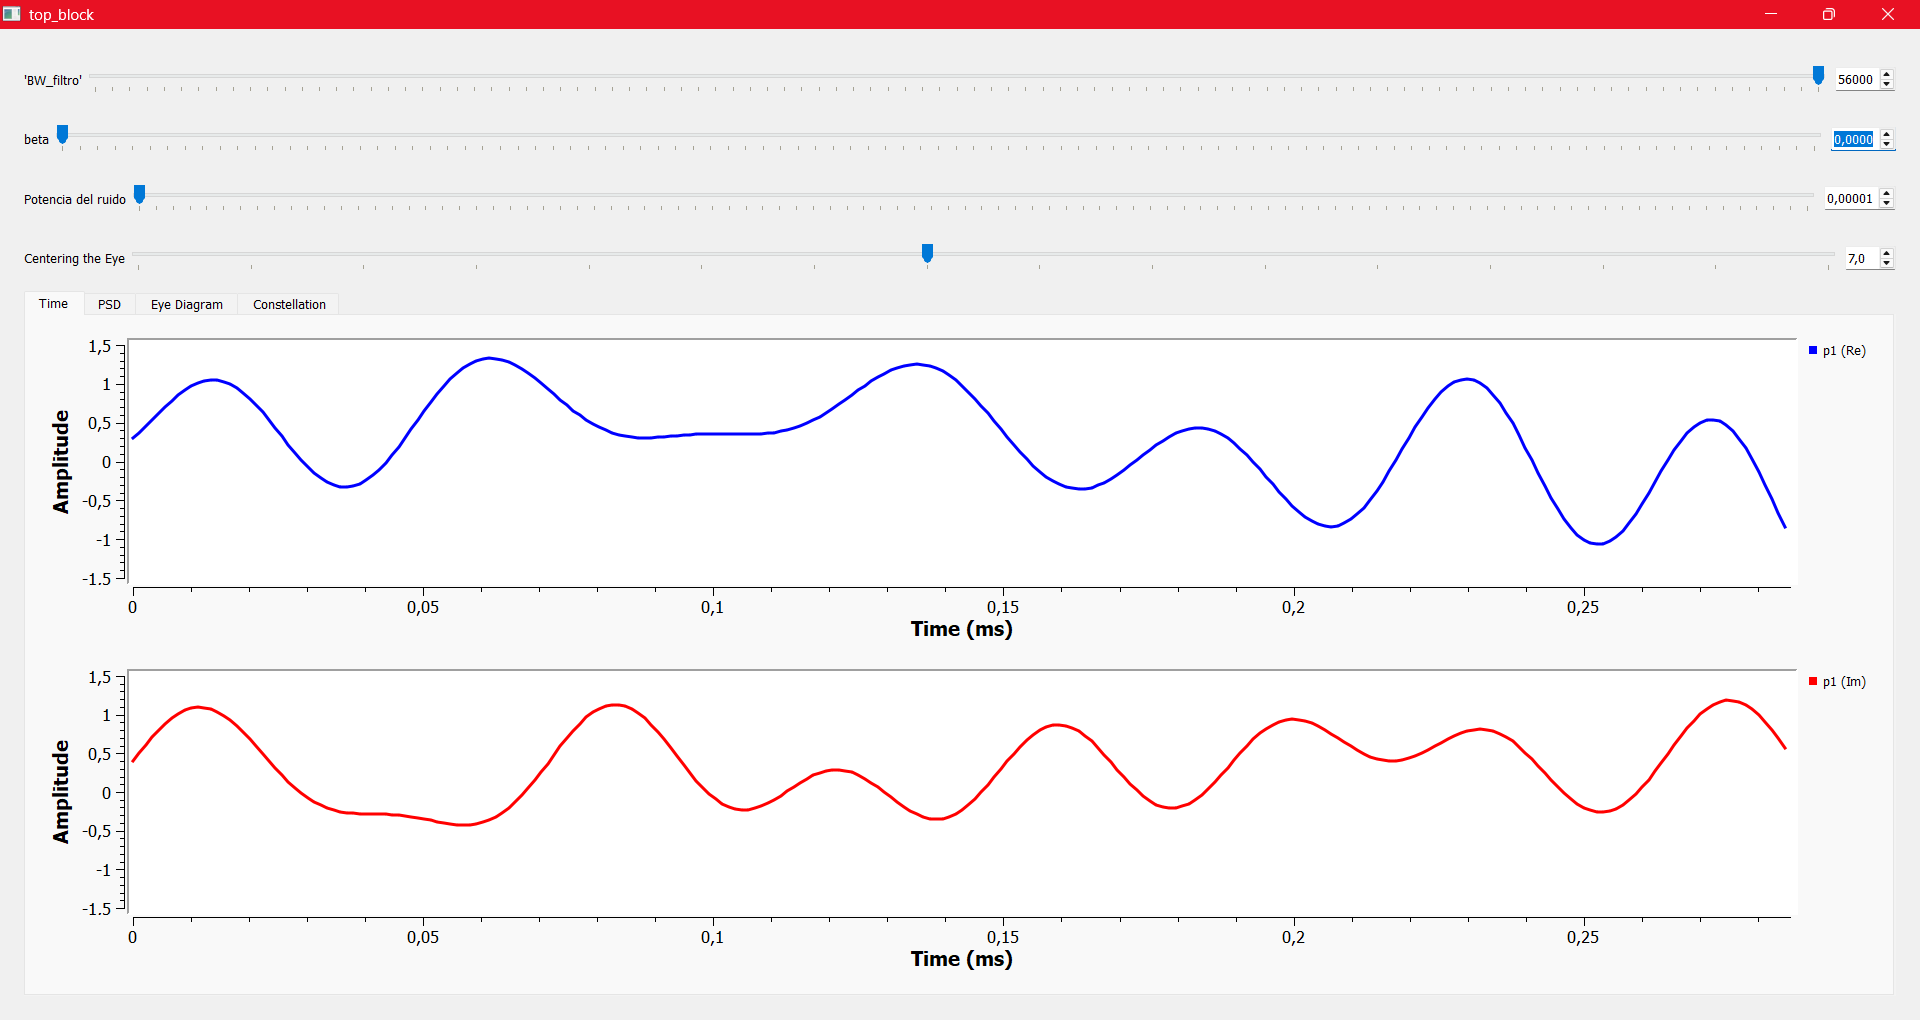 top_block
'BW_filtro' 56000
beta 0,0000
Potencia del ruido 0,00001
Centering the Eye 7,0
Time PSD Eye Diagram Constellation
1,5
1
0,5
0
-0,5
-1
-1,5
Amplitude
p1 (Re)
0 0,05 0,1 0,15 0,2 0,25
Time (ms)
1,5
1
0,5
0
-0,5
-1
-1,5
Amplitude
p1 (Im)
0 0,05 0,1 0,15 0,2 0,25
Time (ms)